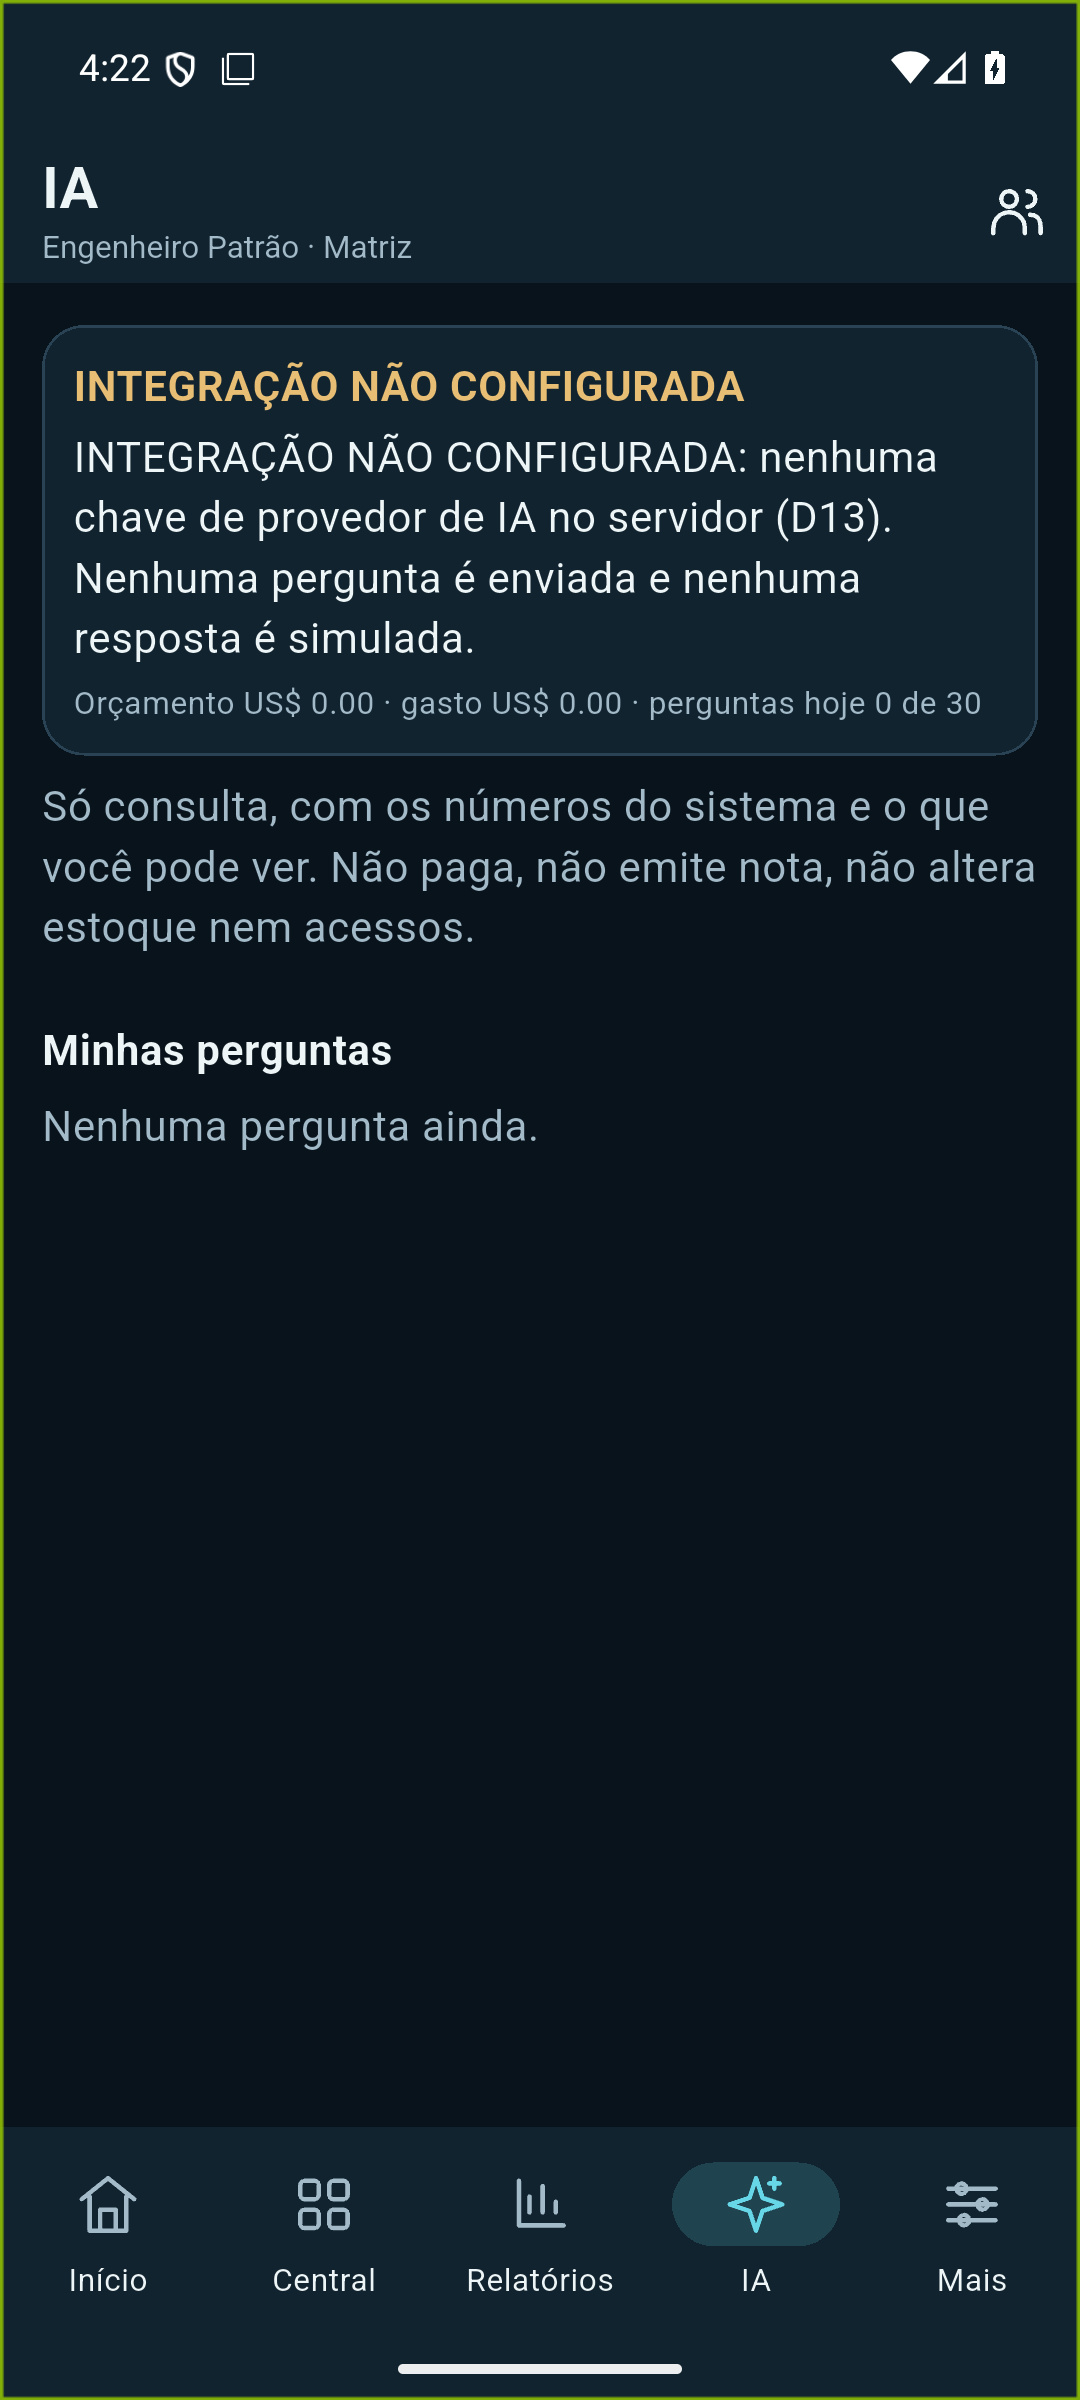 4:22
IA
Engenheiro Patrão · Matriz
INTEGRAÇÃO NÃO CONFIGURADA
INTEGRAÇÃO NÃO CONFIGURADA: nenhuma
chave de provedor de IA no servidor (D13).
Nenhuma pergunta é enviada e nenhuma
resposta é simulada.
Orçamento US$ 0.00 · gasto US$ 0.00 · perguntas hoje 0 de 30
Só consulta, com os números do sistema e o que
você pode ver. Não paga, não emite nota, não altera
estoque nem acessos.
Minhas perguntas
Nenhuma pergunta ainda.
Início
Central
Relatórios
IA
Mais